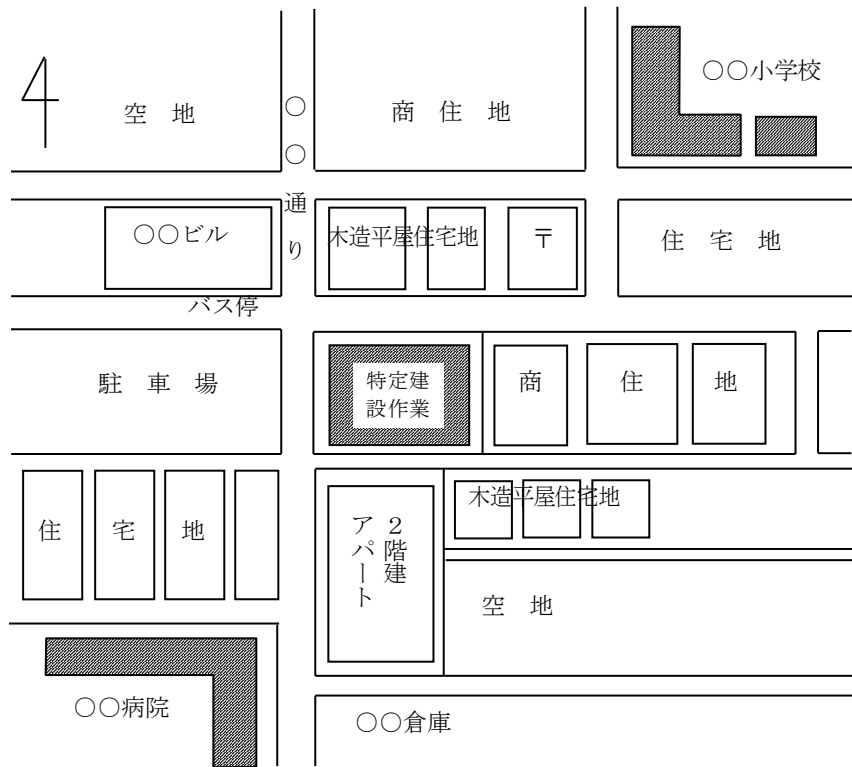 ○○小学校
空 地
商 住 地
○○通り
○○ビル
木造平屋住宅地
〒
住 宅 地
バス停
駐 車 場
特定建
設作業
商 住 地
木造平屋住宅地
住 宅 地
2階建
アパート
空 地
○○病院
○○倉庫